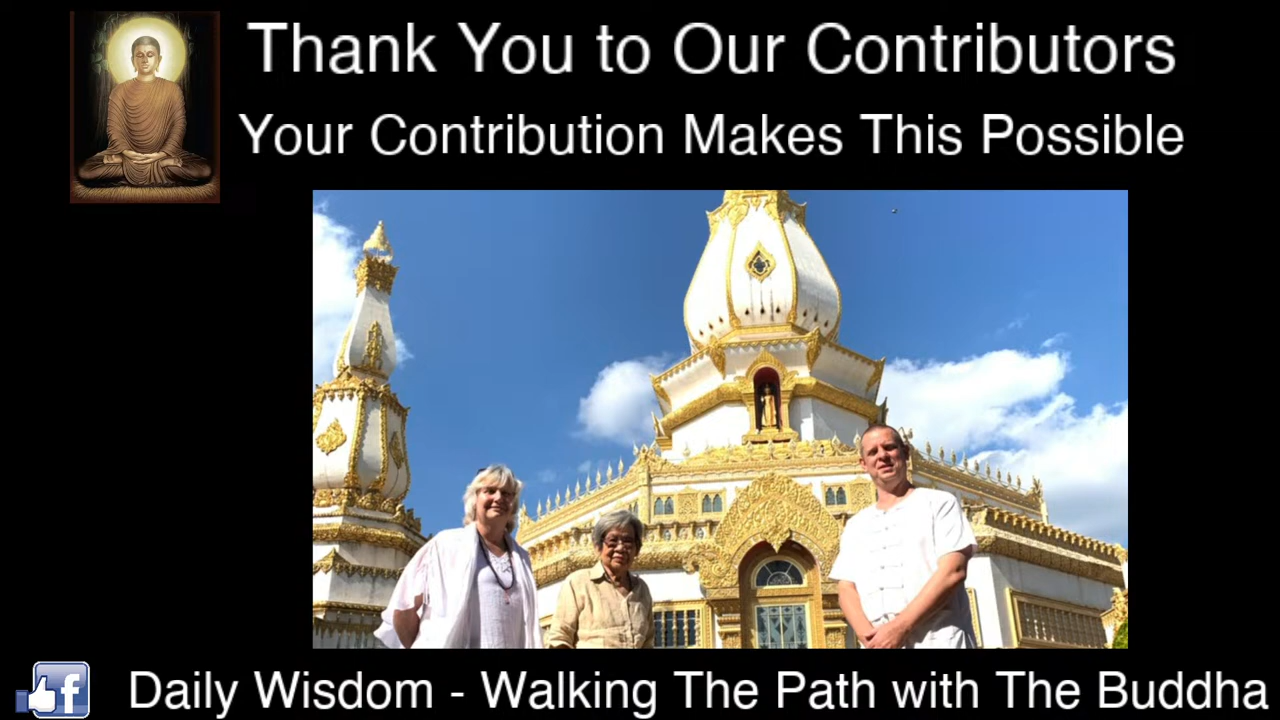 Thank You to Our Contributors
Your Contribution Makes This Possible
f
Daily Wisdom - Walking The Path with The Buddha